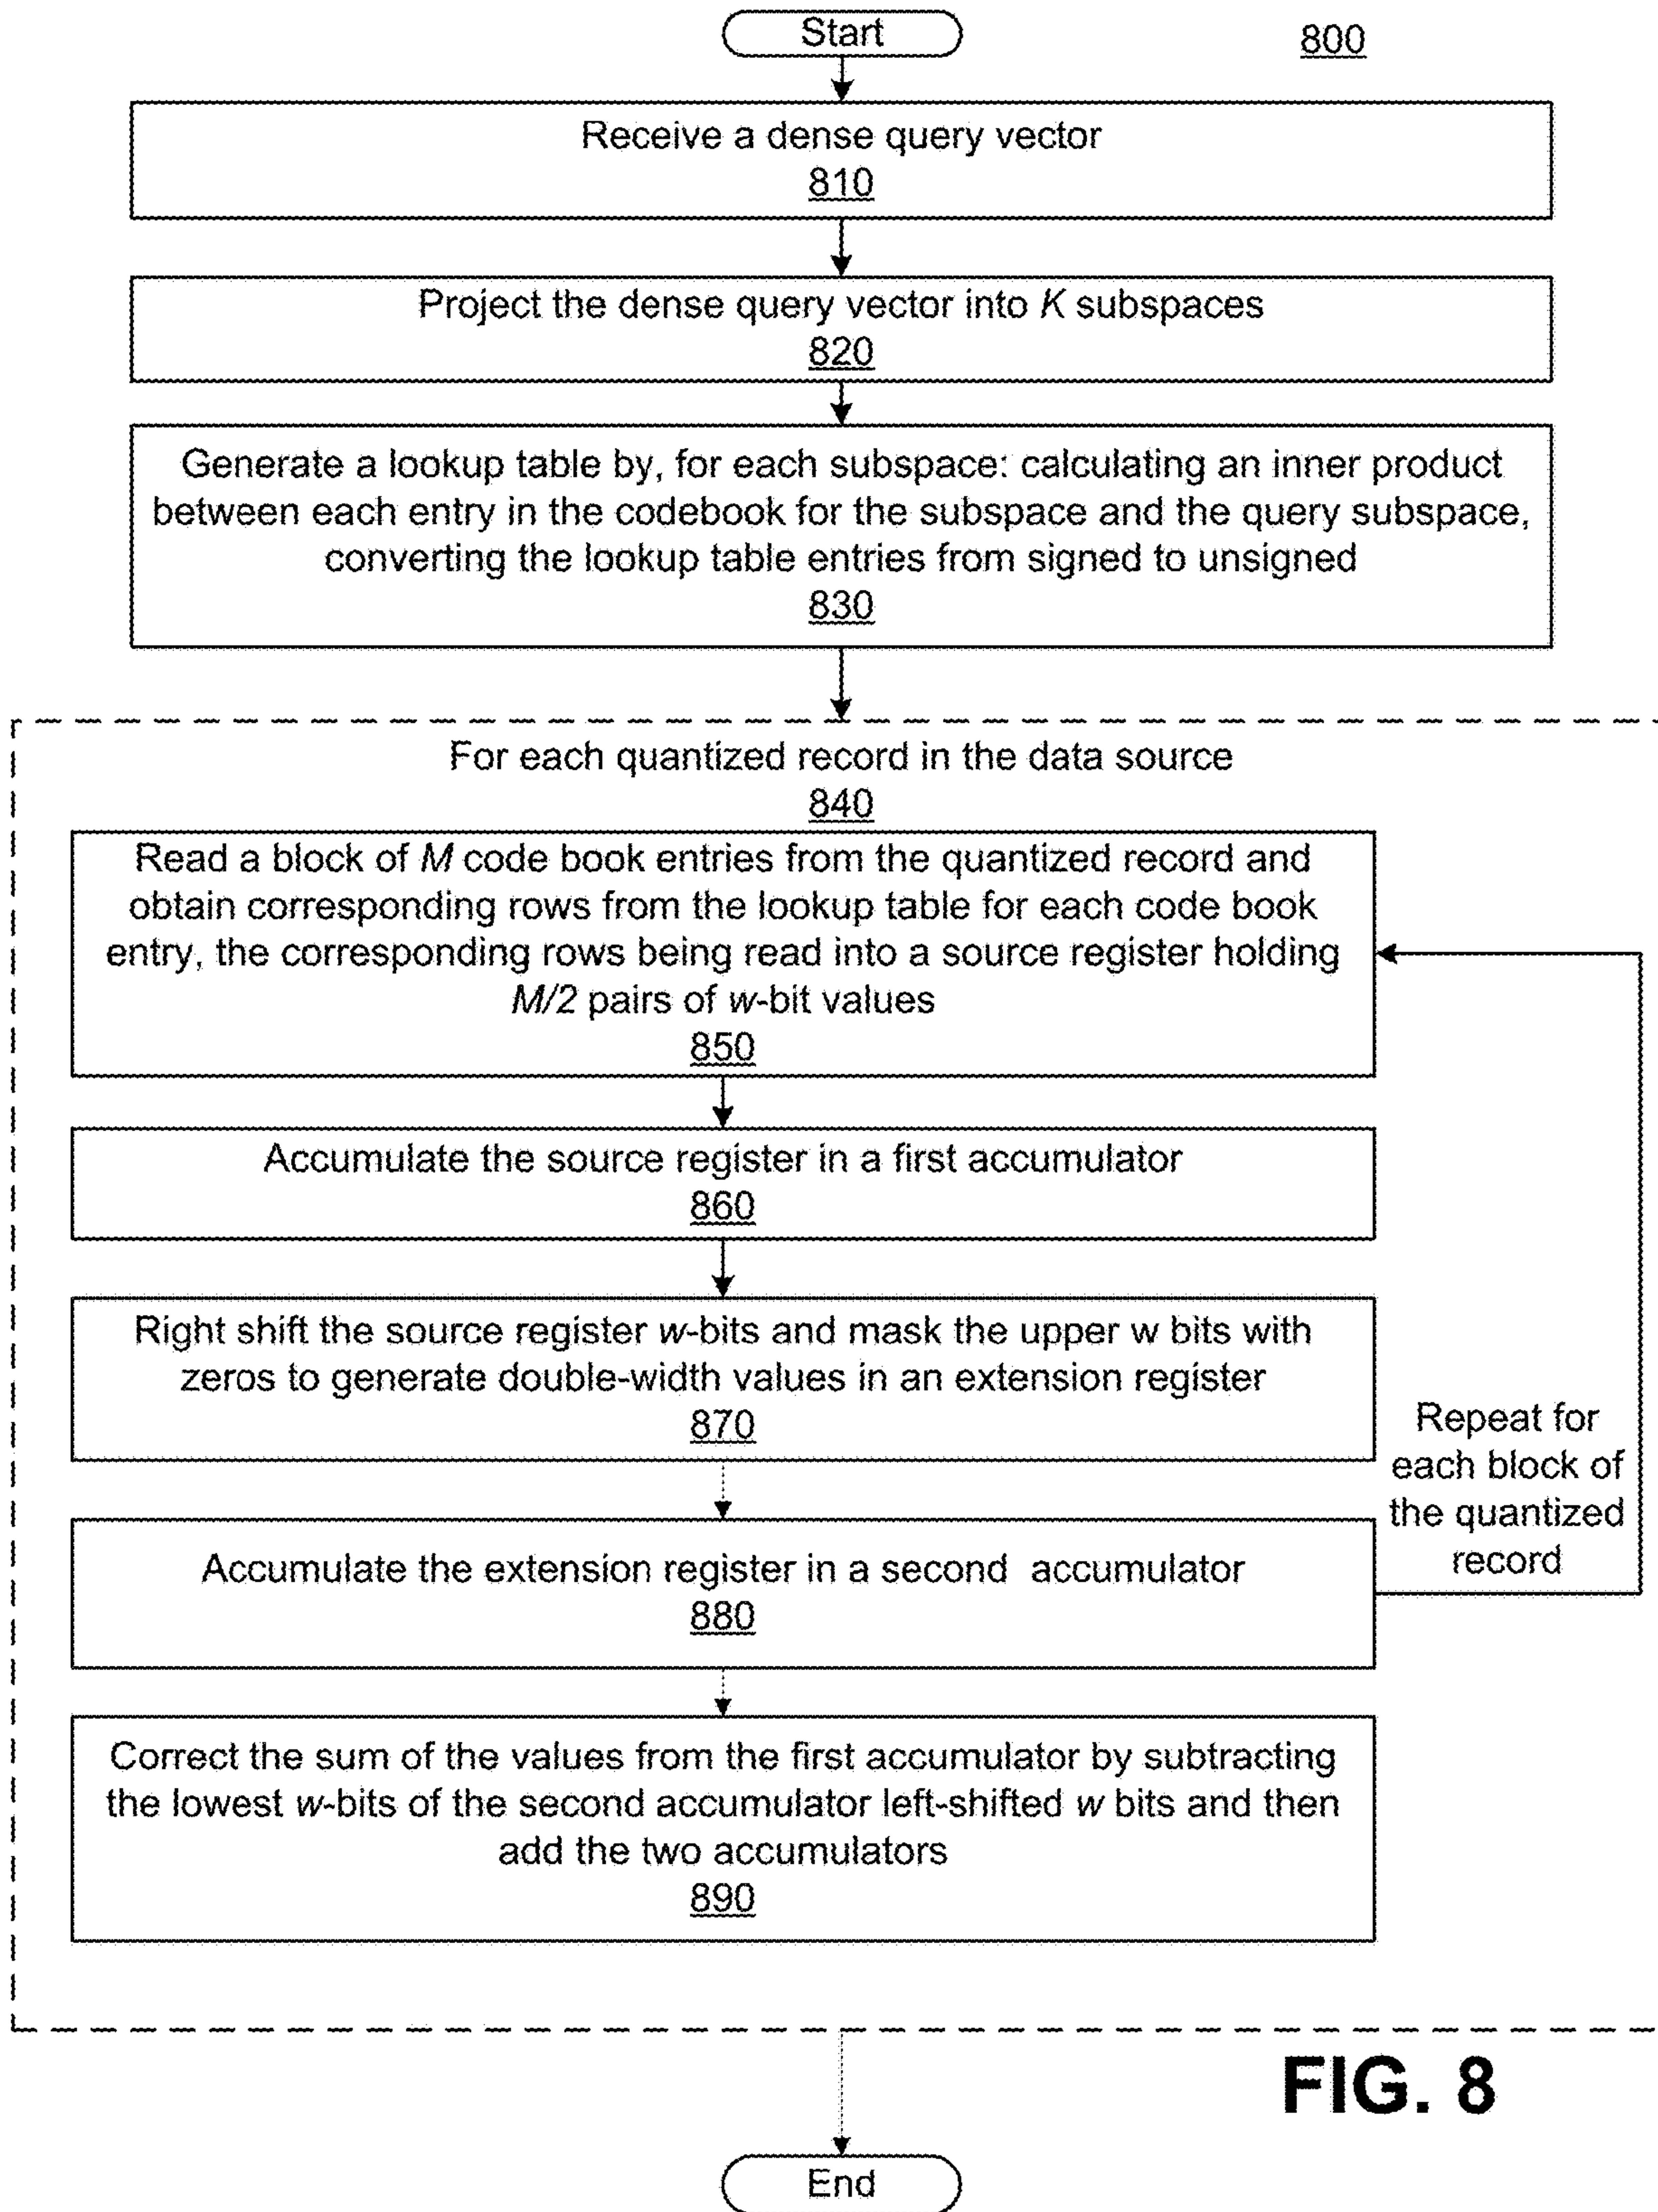 Start
800
Receive a dense query vector
810
Project the dense query vector into K subspaces
820
Generate a lookup table by, for each subspace: calculating an inner product
between each entry in the codebook for the subspace and the query subspace,
converting the lookup table entries from signed to unsigned
830
For each quantized record in the data source
840
Read a block of M code book entries from the quantized record and
obtain corresponding rows from the lookup table for each code book
entry, the corresponding rows being read into a source register holding
M/2 pairs of w-bit values
850
Accumulate the source register in a first accumulator
860
Right shift the source register w-bits and mask the upper w bits with
zeros to generate double-width values in an extension register
870
Repeat for
each block of
the quantized
record
Accumulate the extension register in a second accumulator
880
Correct the sum of the values from the first accumulator by subtracting
the lowest w-bits of the second accumulator left-shifted w bits and then
add the two accumulators
890
FIG. 8
End